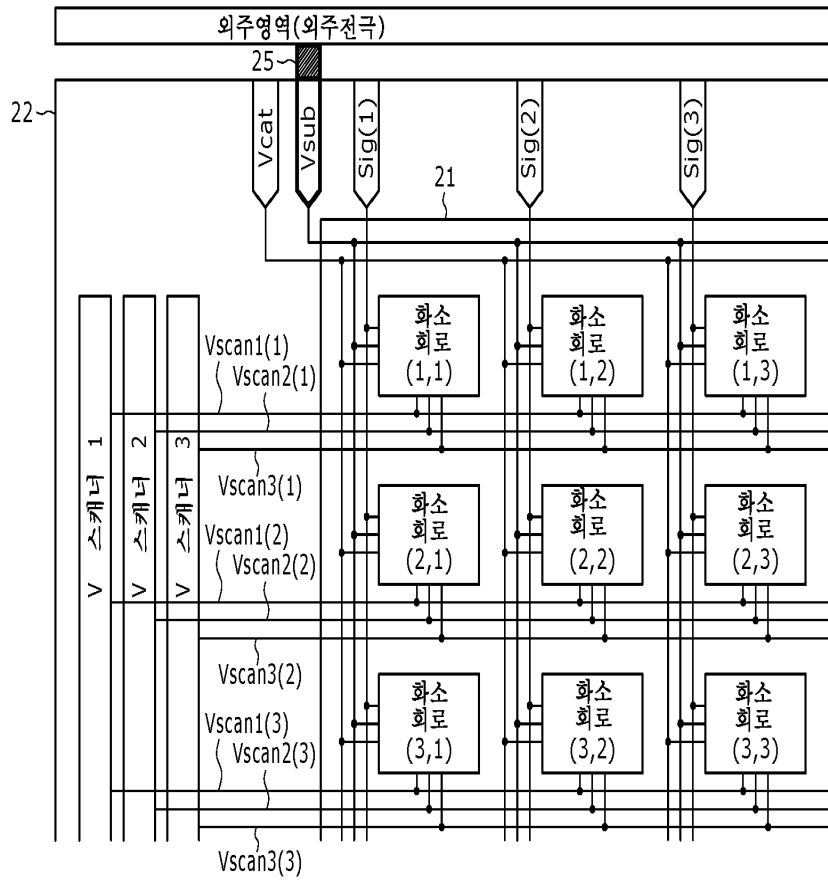 외주영역(외주전극)
25
22
Vcat
Vsub
Sig(1)
Sig(2)
Sig(3)
21
화소
회로
(1,1)
화소
회로
(1,2)
화소
회로
(1,3)
Vscan1(1)
Vscan2(1)
Vscan3(1)
V 스캐너 1
V 스캐너 2
V 스캐너 3
화소
회로
(2,1)
화소
회로
(2,2)
화소
회로
(2,3)
Vscan1(2)
Vscan2(2)
Vscan3(2)
화소
회로
(3,1)
화소
회로
(3,2)
화소
회로
(3,3)
Vscan1(3)
Vscan2(3)
Vscan3(3)